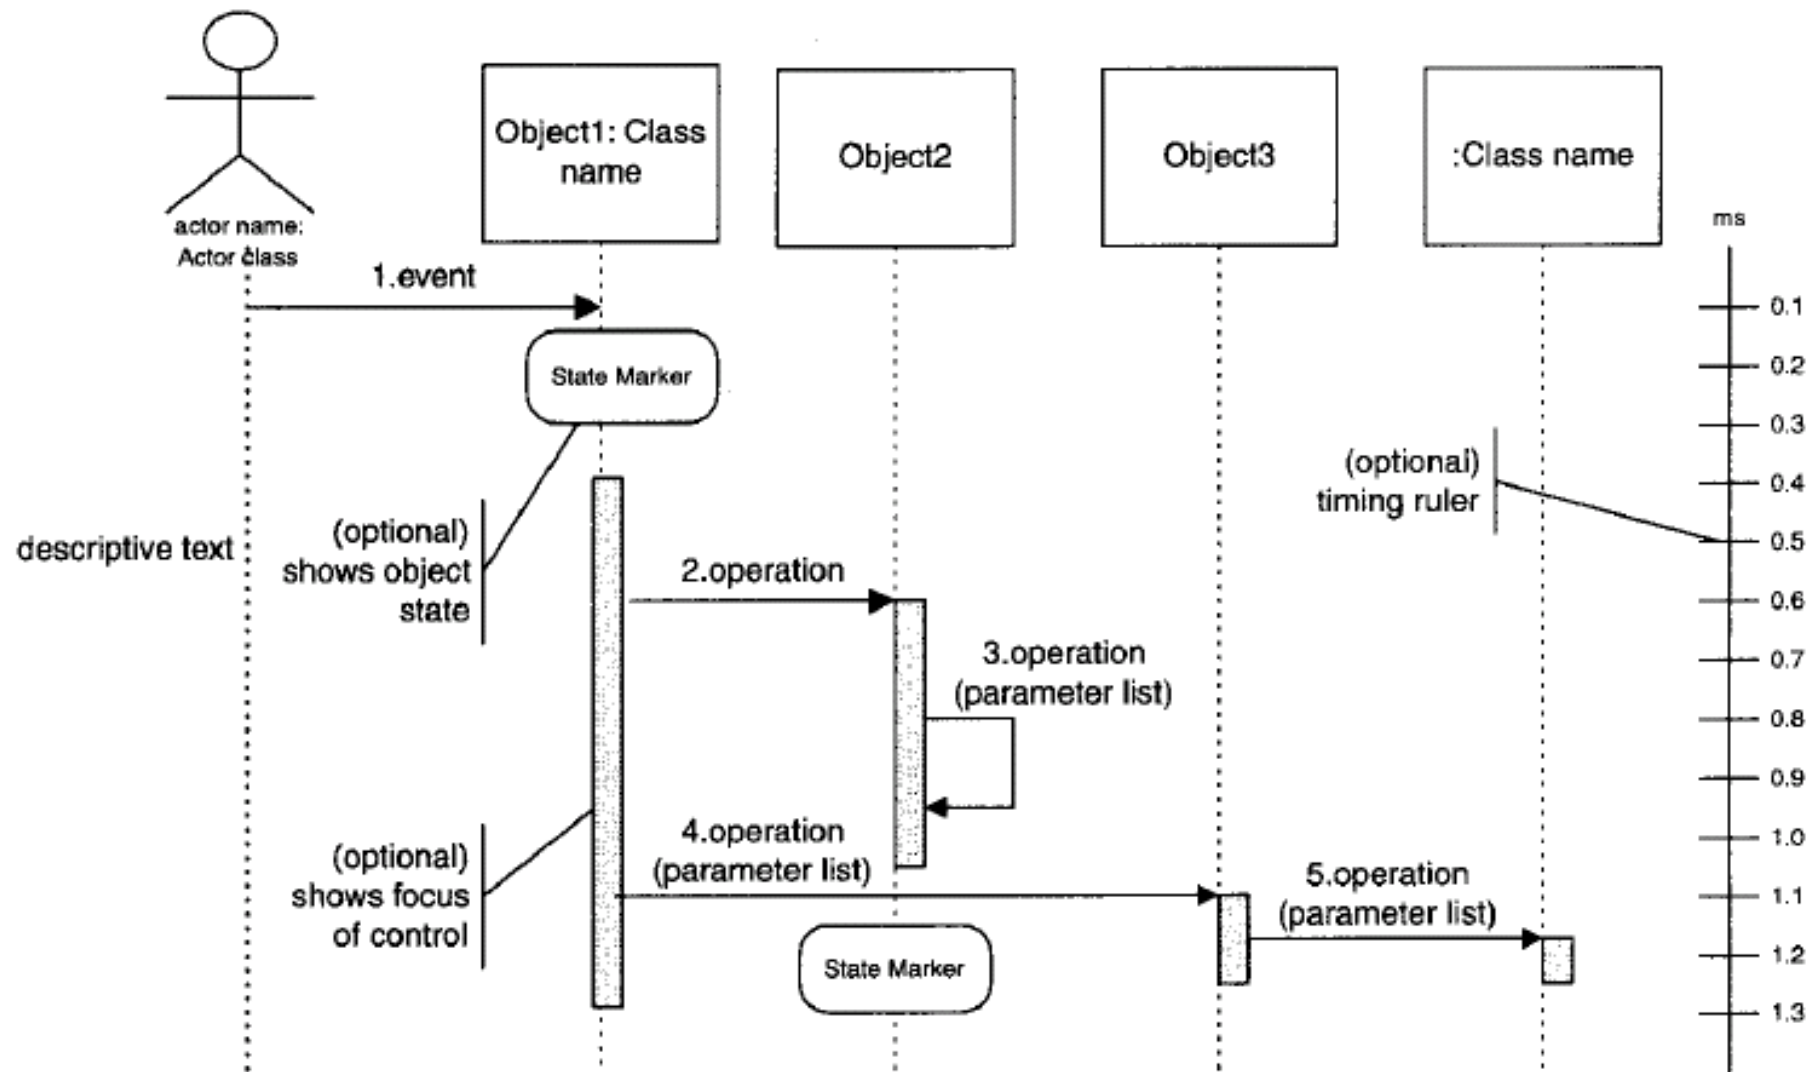 actor name:
Actor class
Object1: Class
name
Object2
Object3
:Class name
ms
1.event
State Marker
0.1
0.2
0.3
0.4
0.5
0.6
0.7
0.8
0.9
1.0
1.1
1.2
1.3
(optional)
timing ruler
descriptive text
(optional)
shows object
state
2.operation
3.operation
(parameter list)
4.operation
(parameter list)
(optional)
shows focus
of control
5.operation
(parameter list)
State Marker